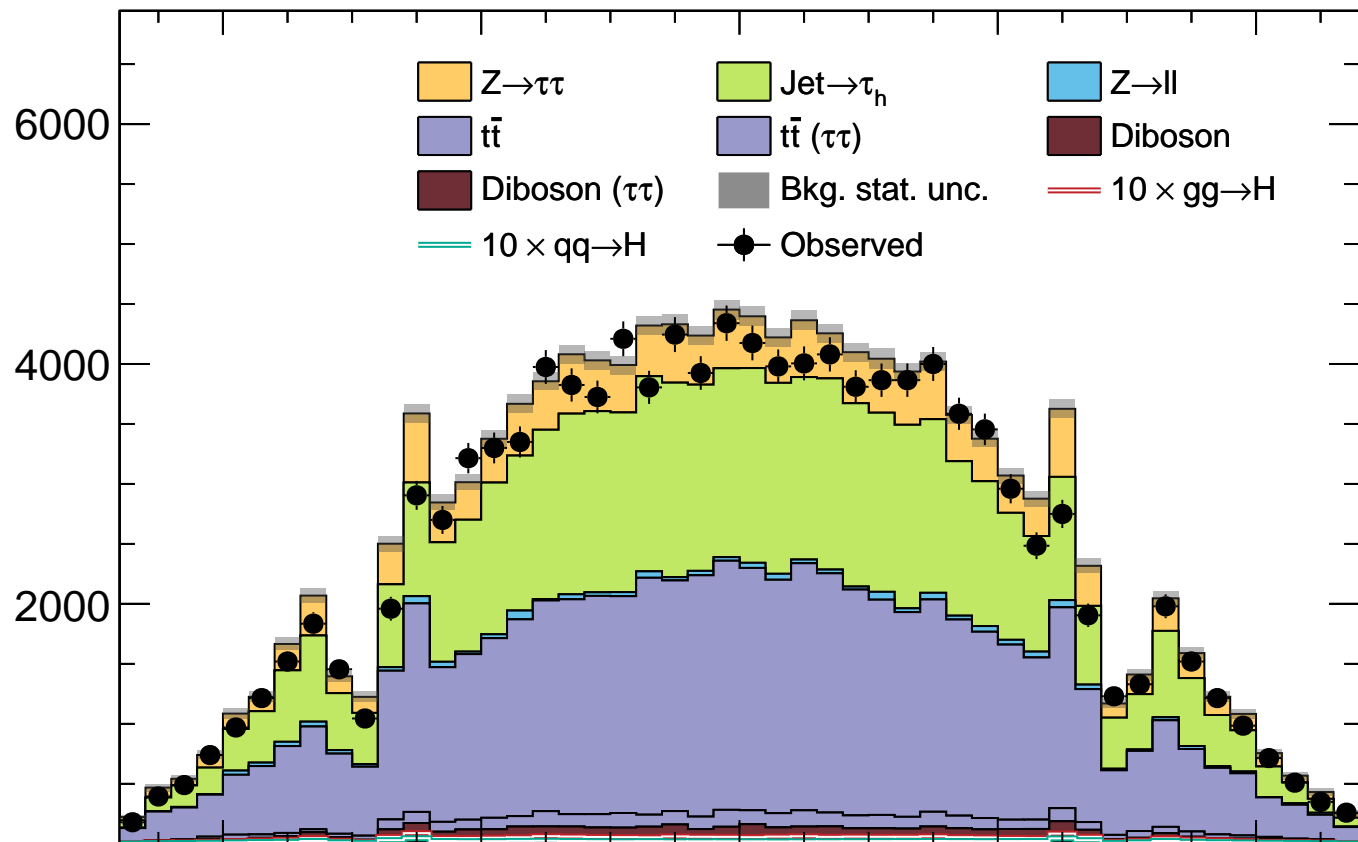 6000
4000
2000
Z→ττ Jet→τₕ Z→ll
tt̄ tt̄ (ττ) Diboson
Diboson (ττ) Bkg. stat. unc. 10 × gg→H
10 × qq→H Observed